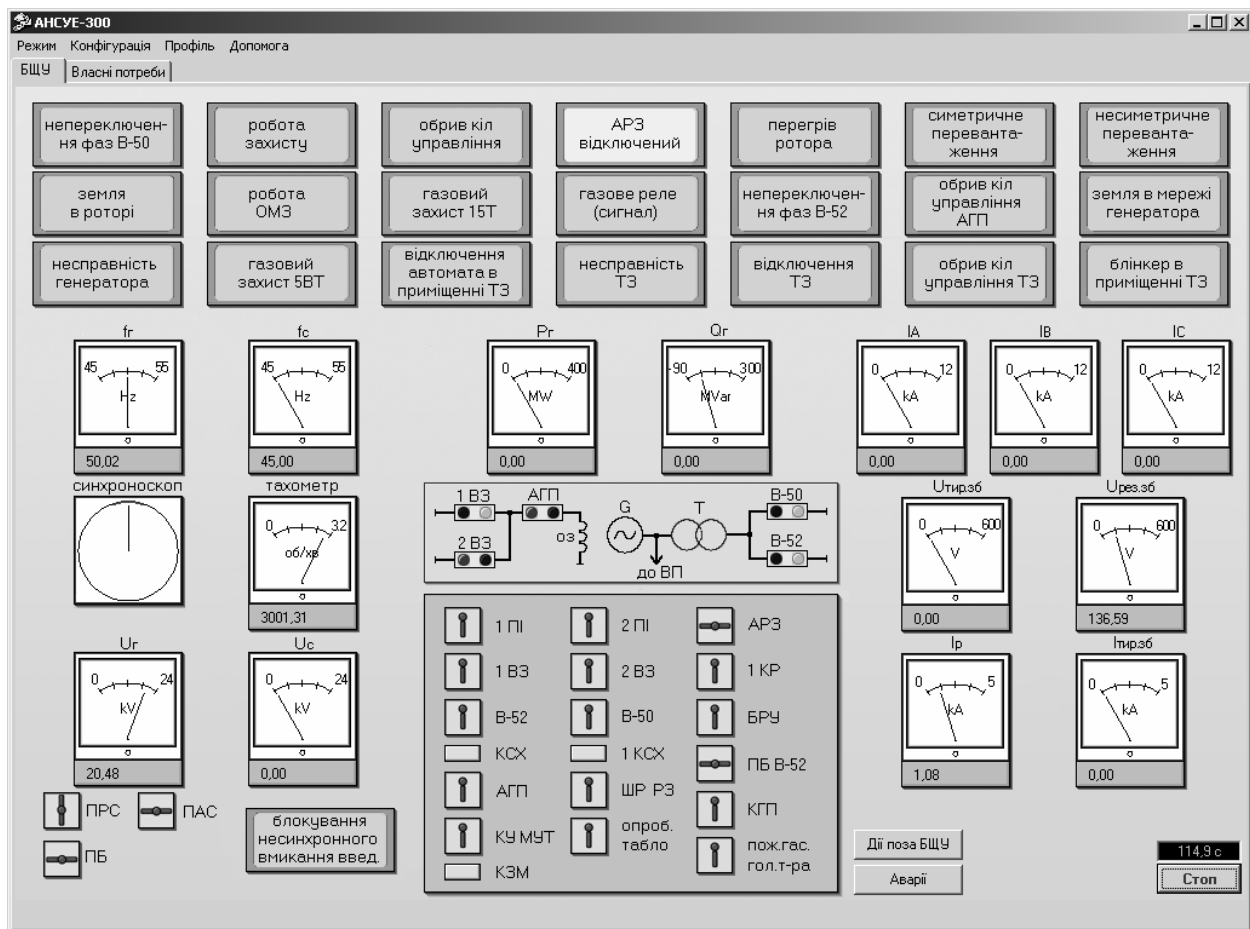 АНСУЕ-300
Режим Конфігурація Профіль Допомога
БЩУ Власні потреби
непереключен-
ня фаз В-50
робота
захисту
обрив кіл
управління
АРЗ
відключений
перегрів
ротора
симетричне
переванта-
ження
несиметричне
переванта-
ження
земля
в роторі
робота
ОМЗ
газовий
захист 15Т
газове реле
(сигнал)
непереключен-
ня фаз В-52
обрив кіл
управління
АГП
земля в мережі
генератора
несправність
генератора
газовий
захист 5ВТ
відключення
автомата в
приміщенні ТЗ
несправність
ТЗ
відключення
ТЗ
обрив кіл
управління ТЗ
блінкер в
приміщенні ТЗ
fг
45 55
Hz
50,02
fс
45 55
Hz
45,00
Pг
0 400
MW
0,00
Qг
-90 300
MVar
0,00
IA
0 12
kA
0,00
IB
0 12
kA
0,00
IC
0 12
kA
0,00
синхроноскоп
тахометр
0 32
об/хв
3001,31
1 ВЗ АГП
2 ВЗ
ОЗ
G
T
до ВП
В-50
В-52
Uтир.зб
0 600
V
0,00
Uрез.зб
0 600
V
136,59
Uг
0 24
kV
20,48
Uс
0 24
kV
0,00
1 ПІ 2 ПІ АРЗ
1 ВЗ 2 ВЗ 1 КР
В-52 В-50 БРУ
КСХ 1 КСХ ПБ В-52
АГП ШР РЗ КГП
КУ МУТ
опроб.
табло
пож.гас.
гол.т-ра
КЗМ
Iр
0 5
kA
1,08
Iтир.зб
0 5
kA
0,00
ПРС ПАС
ПБ
блокування
несинхронного
вмикання введ.
Дії поза БЩУ
Аварії
114,9 с
Стоп